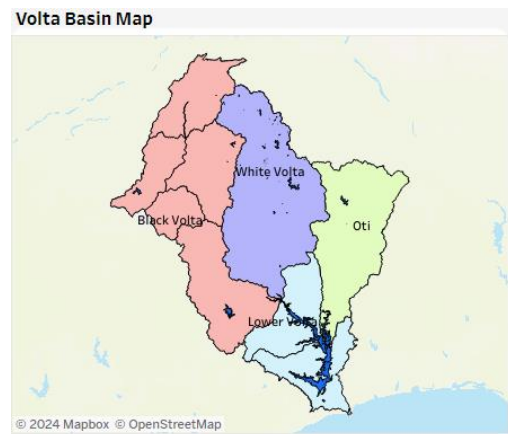 Volta Basin Map
White Volta
Black Volta
Oti
Lower Volta
© 2024 Mapbox © OpenStreetMap